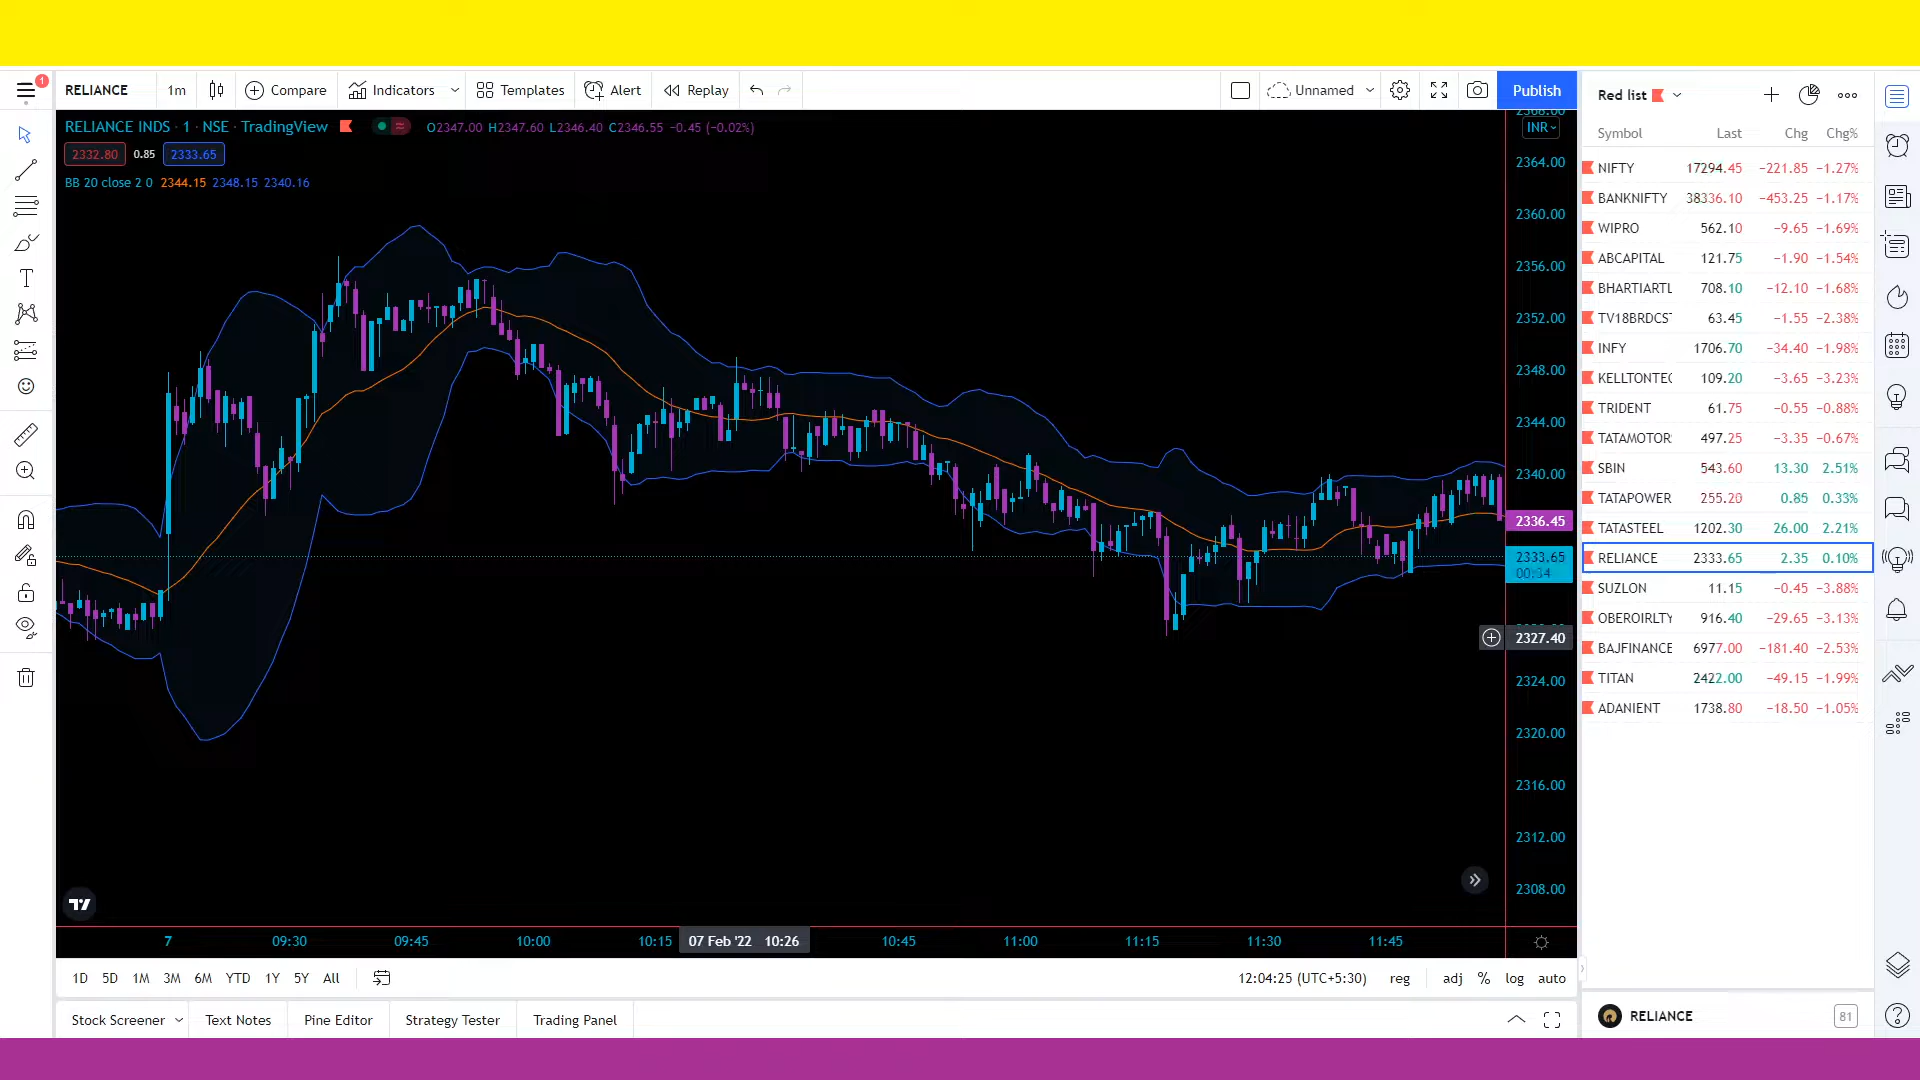 1
RELIANCE 1m Compare Indicators Templates Alert Replay Unnamed Publish
RELIANCE INDS · 1 · NSE · TradingView O2347.00 H2347.60 L2346.40 C2346.55 −0.45 (−0.02%)
2332.80 0.85 2333.65
BB 20 close 2 0 2344.15 2348.15 2340.16
INR
2364.00
2360.00
2356.00
2352.00
2348.00
2344.00
2340.00
2336.45
2333.65
00:34
2327.40
2324.00
2320.00
2316.00
2312.00
2308.00
7 09:30 09:45 10:00 10:15 07 Feb '22 10:26 10:45 11:00 11:15 11:30 11:45
1D 5D 1M 3M 6M YTD 1Y 5Y All 12:04:25 (UTC+5:30) reg adj % log auto
Stock Screener Text Notes Pine Editor Strategy Tester Trading Panel
Red list
Symbol Last Chg Chg%
NIFTY 17294.45 −221.85 −1.27%
BANKNIFTY 38336.10 −453.25 −1.17%
WIPRO 562.10 −9.65 −1.69%
ABCAPITAL 121.75 −1.90 −1.54%
BHARTIARTL 708.10 −12.10 −1.68%
TV18BRDCST 63.45 −1.55 −2.38%
INFY 1706.70 −34.40 −1.98%
KELLTONTEC 109.20 −3.65 −3.23%
TRIDENT 61.75 −0.55 −0.88%
TATAMOTOR 497.25 −3.35 −0.67%
SBIN 543.60 13.30 2.51%
TATAPOWER 255.20 0.85 0.33%
TATASTEEL 1202.30 26.00 2.21%
RELIANCE 2333.65 2.35 0.10%
SUZLON 11.15 −0.45 −3.88%
OBEROIRLTY 916.40 −29.65 −3.13%
BAJFINANCE 6977.00 −181.40 −2.53%
TITAN 2422.00 −49.15 −1.99%
ADANIENT 1738.80 −18.50 −1.05%
RELIANCE 81